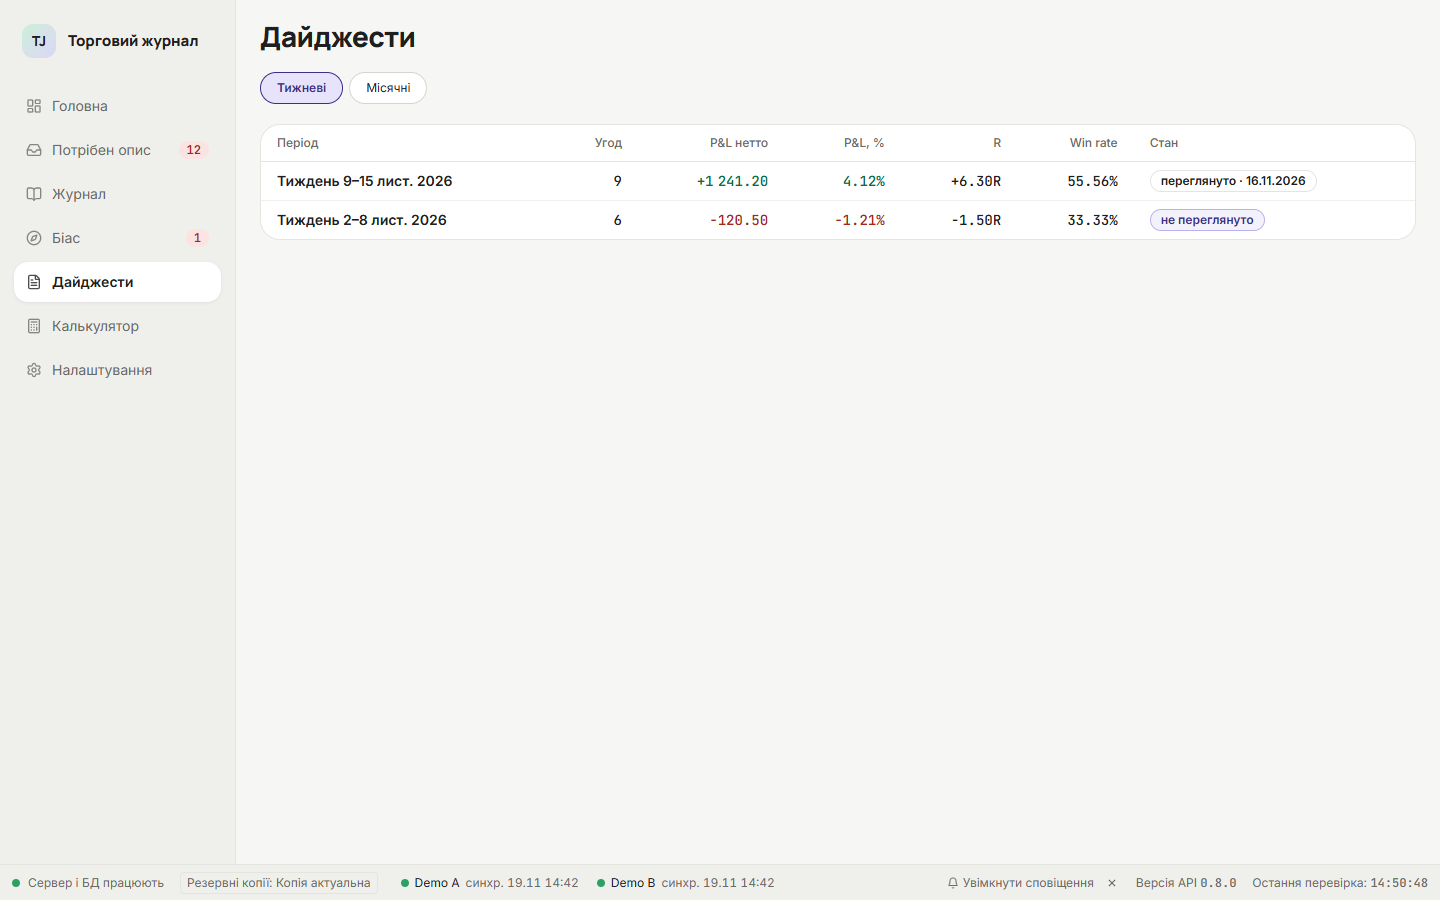 TJ Торговий журнал
Головна
Потрібен опис 12
Журнал
Біас 1
Дайджести
Калькулятор
Налаштування
Дайджести
Тижневі Місячні
Період Угод P&L нетто P&L, % R Win rate Стан
Тиждень 9–15 лист. 2026 9 +1 241.20 4.12% +6.30R 55.56% переглянуто · 16.11.2026
Тиждень 2–8 лист. 2026 6 -120.50 -1.21% -1.50R 33.33% не переглянуто
Сервер і БД працюють Резервні копії: Копія актуальна Demo A синхр. 19.11 14:42 Demo B синхр. 19.11 14:42 Увімкнути сповіщення × Версія API 0.8.0 Остання перевірка: 14:50:48